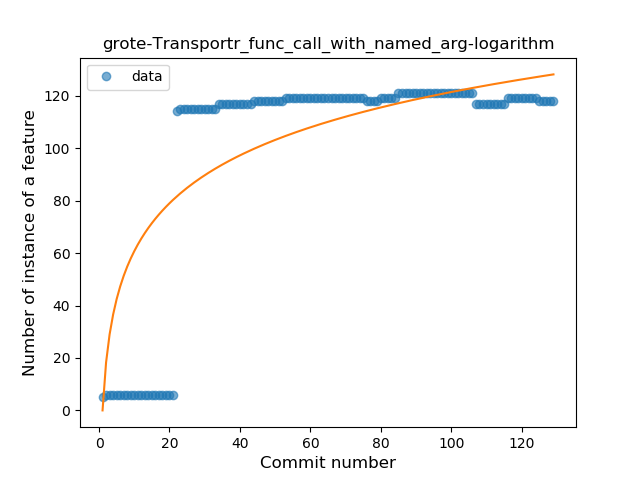 grote-Transportr_func_call_with_named_arg-logarithm
data
Number of instance of a feature
120
100
80
60
40
20
0
0 20 40 60 80 100 120
Commit number